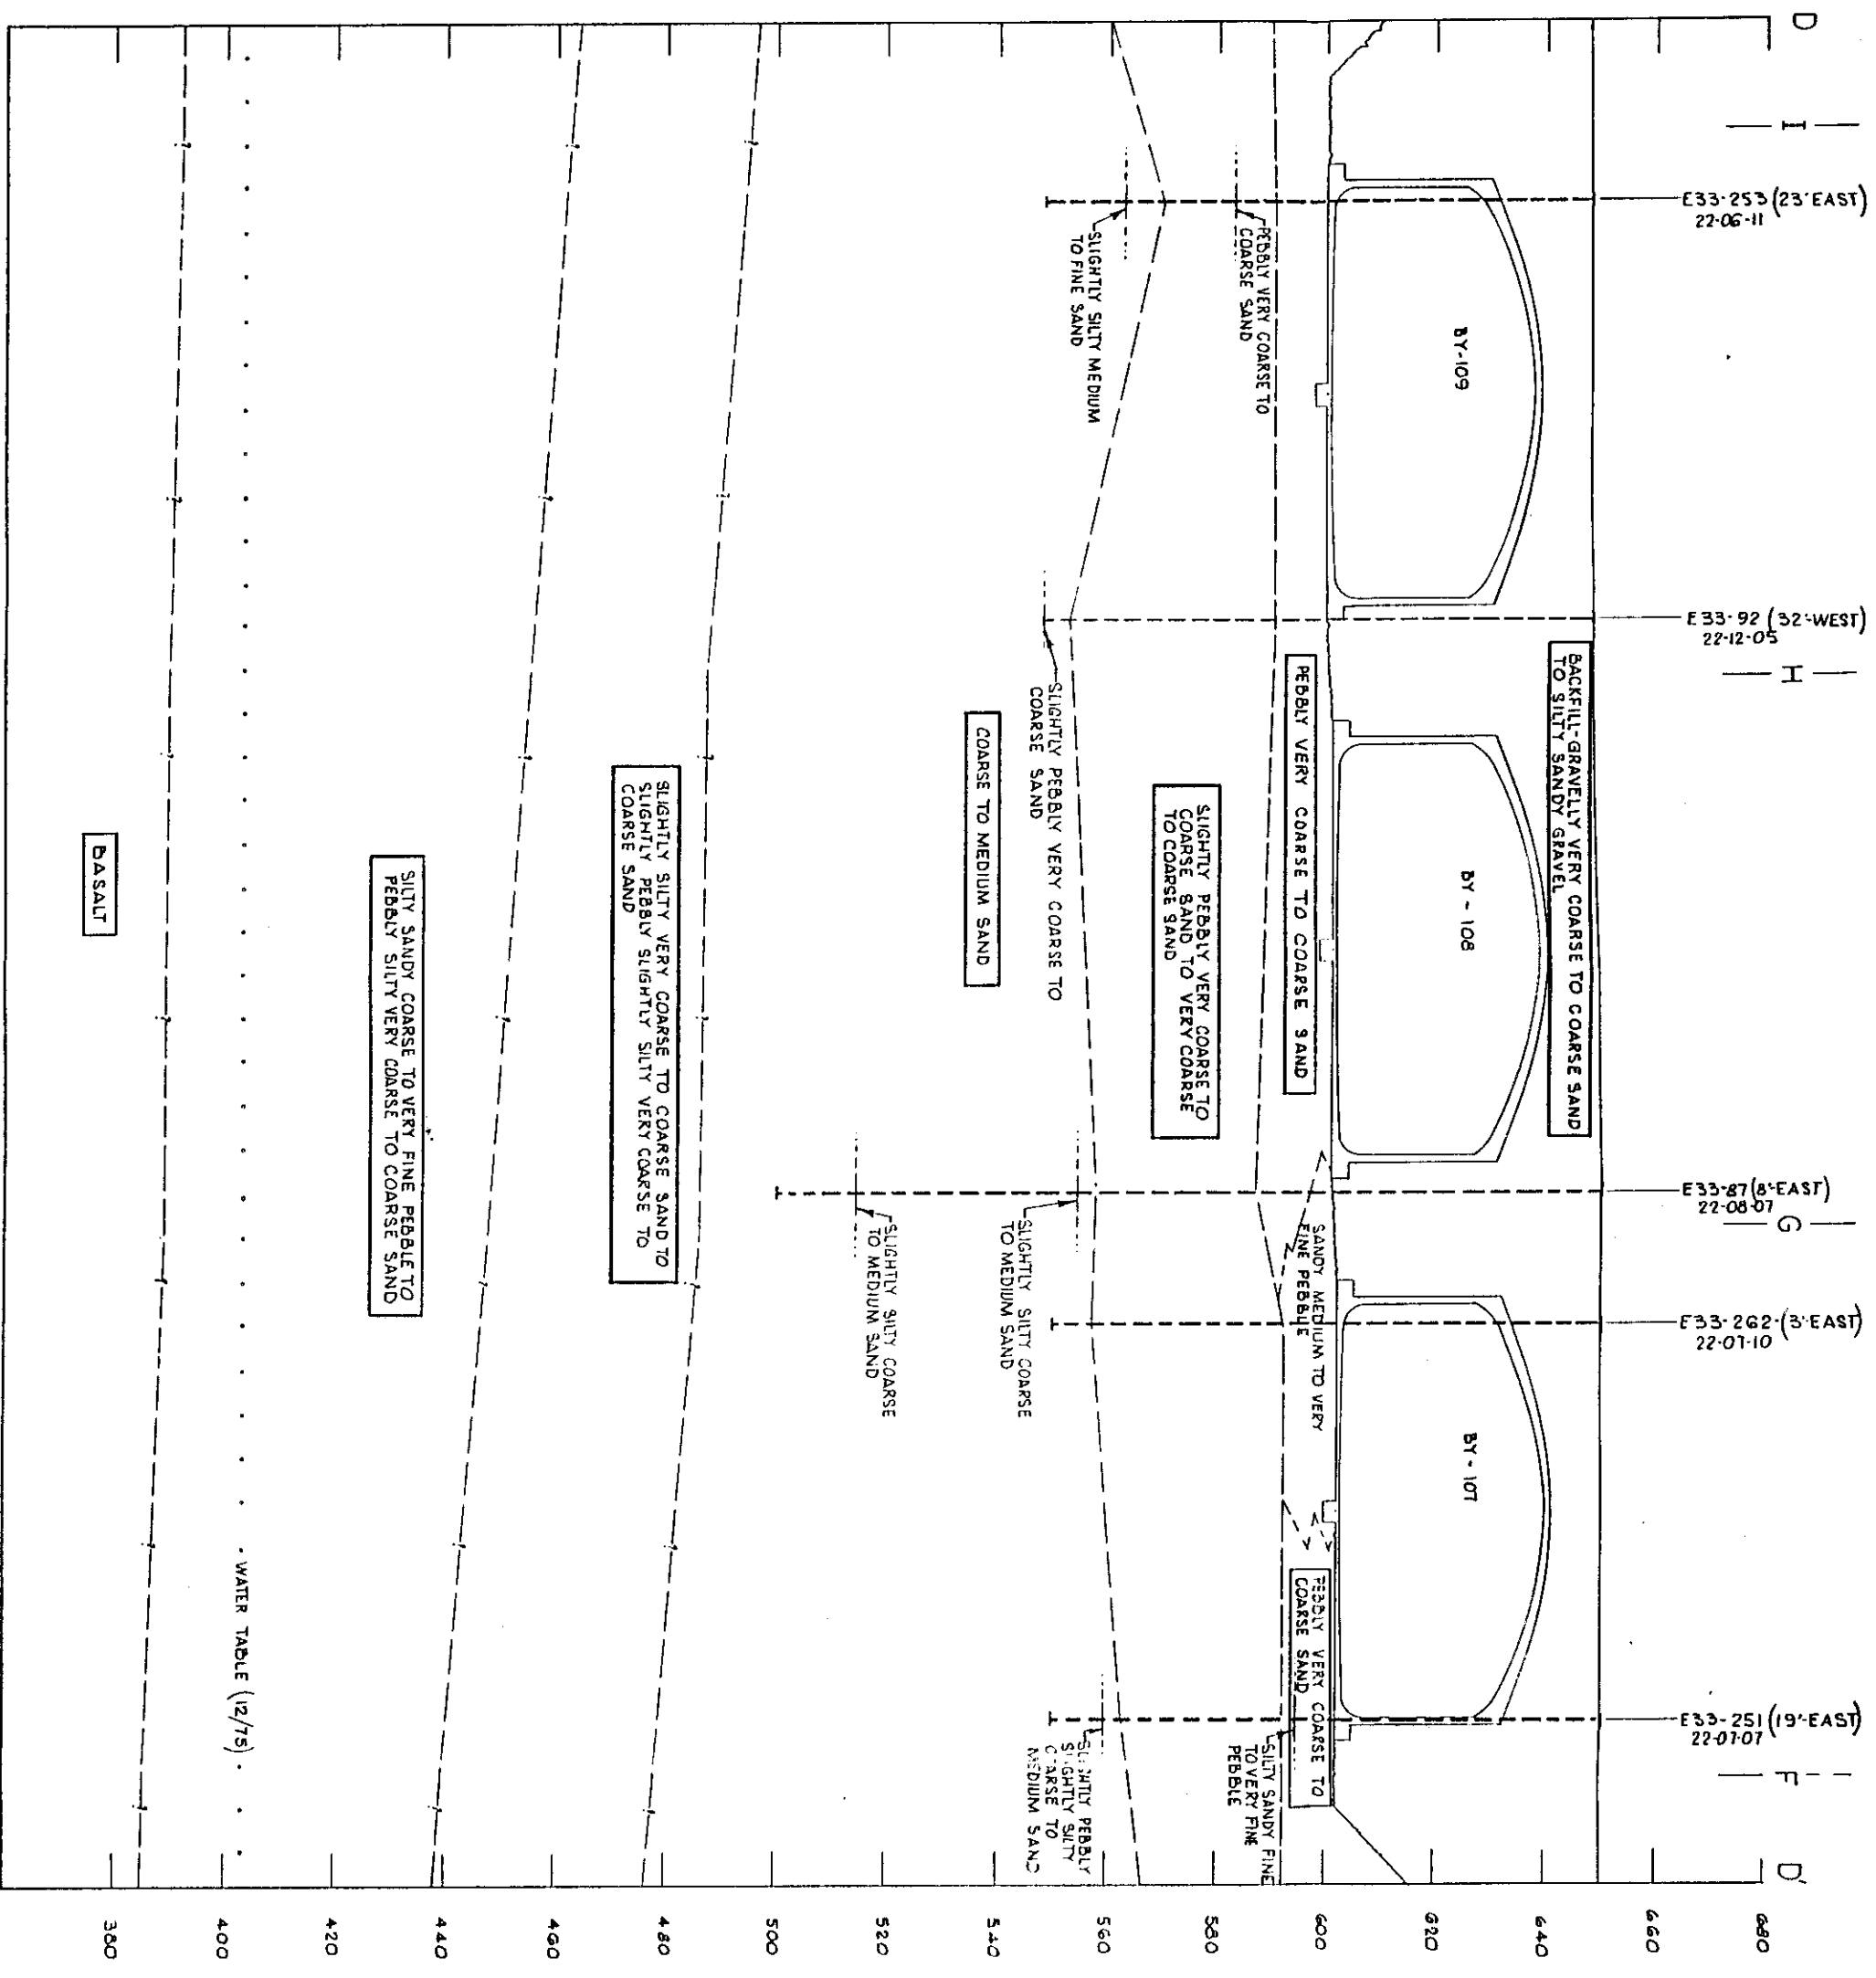 D
I
H
G
F
D'
E33-253 (23'EAST)
22-06-11
E33-92 (32'-WEST)
22-12-05
E33-87 (8'-EAST)
22-08-07
E33-262-(3'-EAST)
22-07-10
E33-251 (19'-EAST)
22-07-07
BACKFILL-GRAVELLY VERY COARSE TO COARSE SAND
TO SILTY SANDY GRAVEL
BY-109
BY-108
BY-107
PEBBLY VERY COARSE TO COARSE SAND
PEBBLY VERY COARSE TO
COARSE SAND
SANDY MEDIUM TO VERY
FINE PEBBLE
PEBBLY VERY COARSE TO
COARSE SAND
SILTY SANDY FINE
TO VERY FINE
PEBBLE
SLIGHTLY PEBBLY VERY COARSE TO
COARSE SAND TO VERY COARSE
TO COARSE SAND
SLIGHTLY SILTY MEDIUM
TO FINE SAND
SLIGHTLY PEBBLY VERY COARSE TO
COARSE SAND
SLIGHTLY SILTY COARSE
TO MEDIUM SAND
SLIGHTLY PEBBLY
SLIGHTLY SILTY
COARSE TO
MEDIUM SAND
COARSE TO MEDIUM SAND
SLIGHTLY SILTY COARSE
TO MEDIUM SAND
SLIGHTLY SILTY VERY COARSE TO COARSE SAND TO
SLIGHTLY PEBBLY SLIGHTLY SILTY VERY COARSE TO
COARSE SAND
SILTY SANDY COARSE TO VERY FINE PEBBLE TO
PEBBLY SILTY VERY COARSE TO COARSE SAND
WATER TABLE (12/75)
BASALT
680
660
640
620
600
580
560
540
520
500
480
460
440
420
400
380